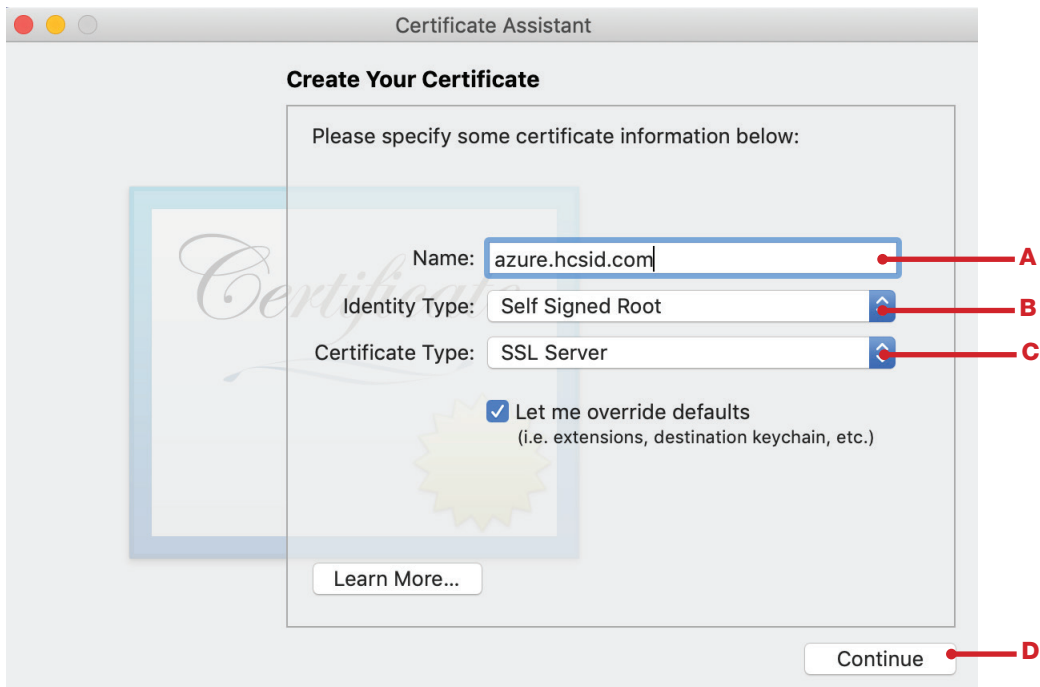 Certificate Assistant
Create Your Certificate
Please specify some certificate information below:
Certificate
Name: azure.hcsid.com A
Identity Type: Self Signed Root B
Certificate Type: SSL Server C
Let me override defaults
(i.e. extensions, destination keychain, etc.)
Learn More...
Continue D